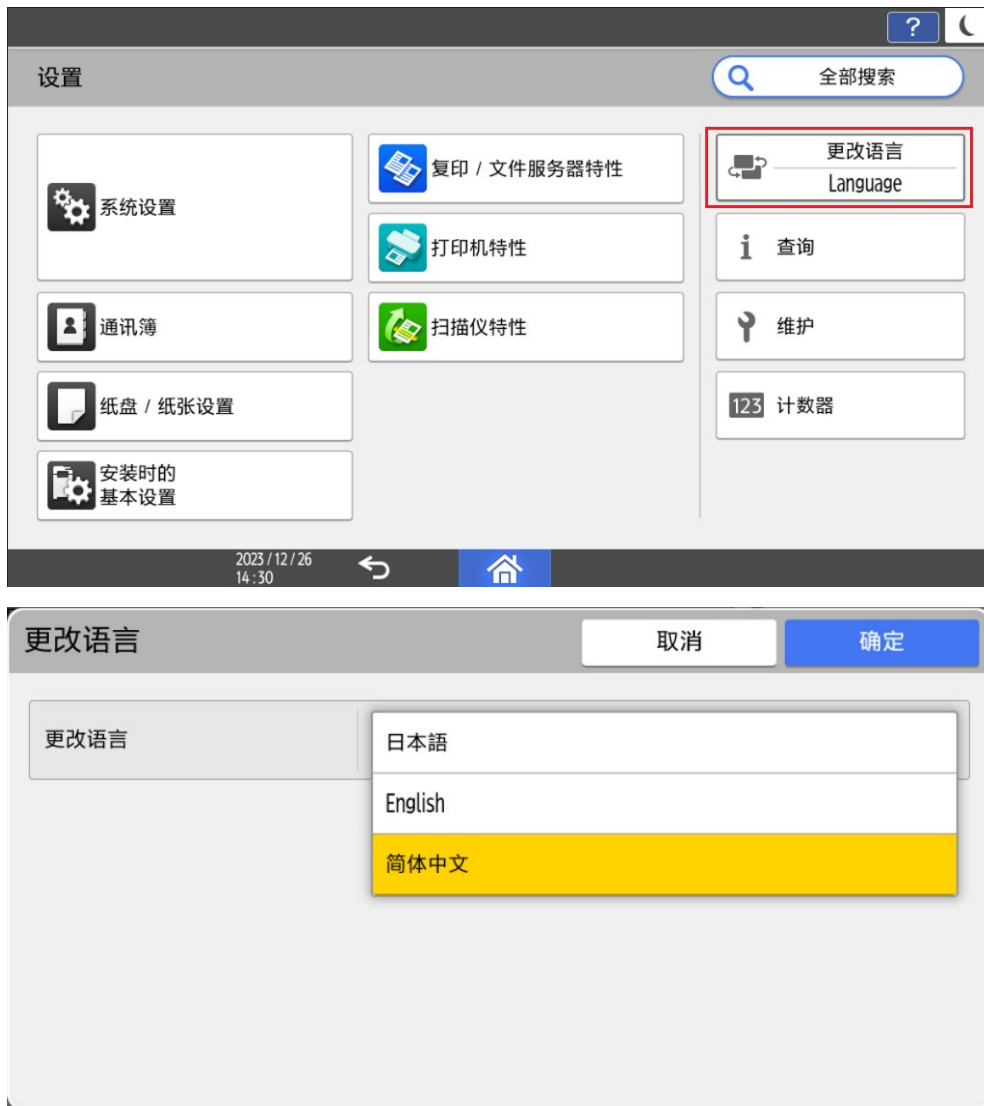 ?
设置
全部搜索
系统设置
复印 / 文件服务器特性
更改语言
Language
打印机特性
i 查询
通讯簿
扫描仪特性
维护
纸盘 / 纸张设置
123 计数器
安装时的
基本设置
2023 / 12 / 26
14 : 30
更改语言
取消
确定
更改语言
日本語
English
简体中文